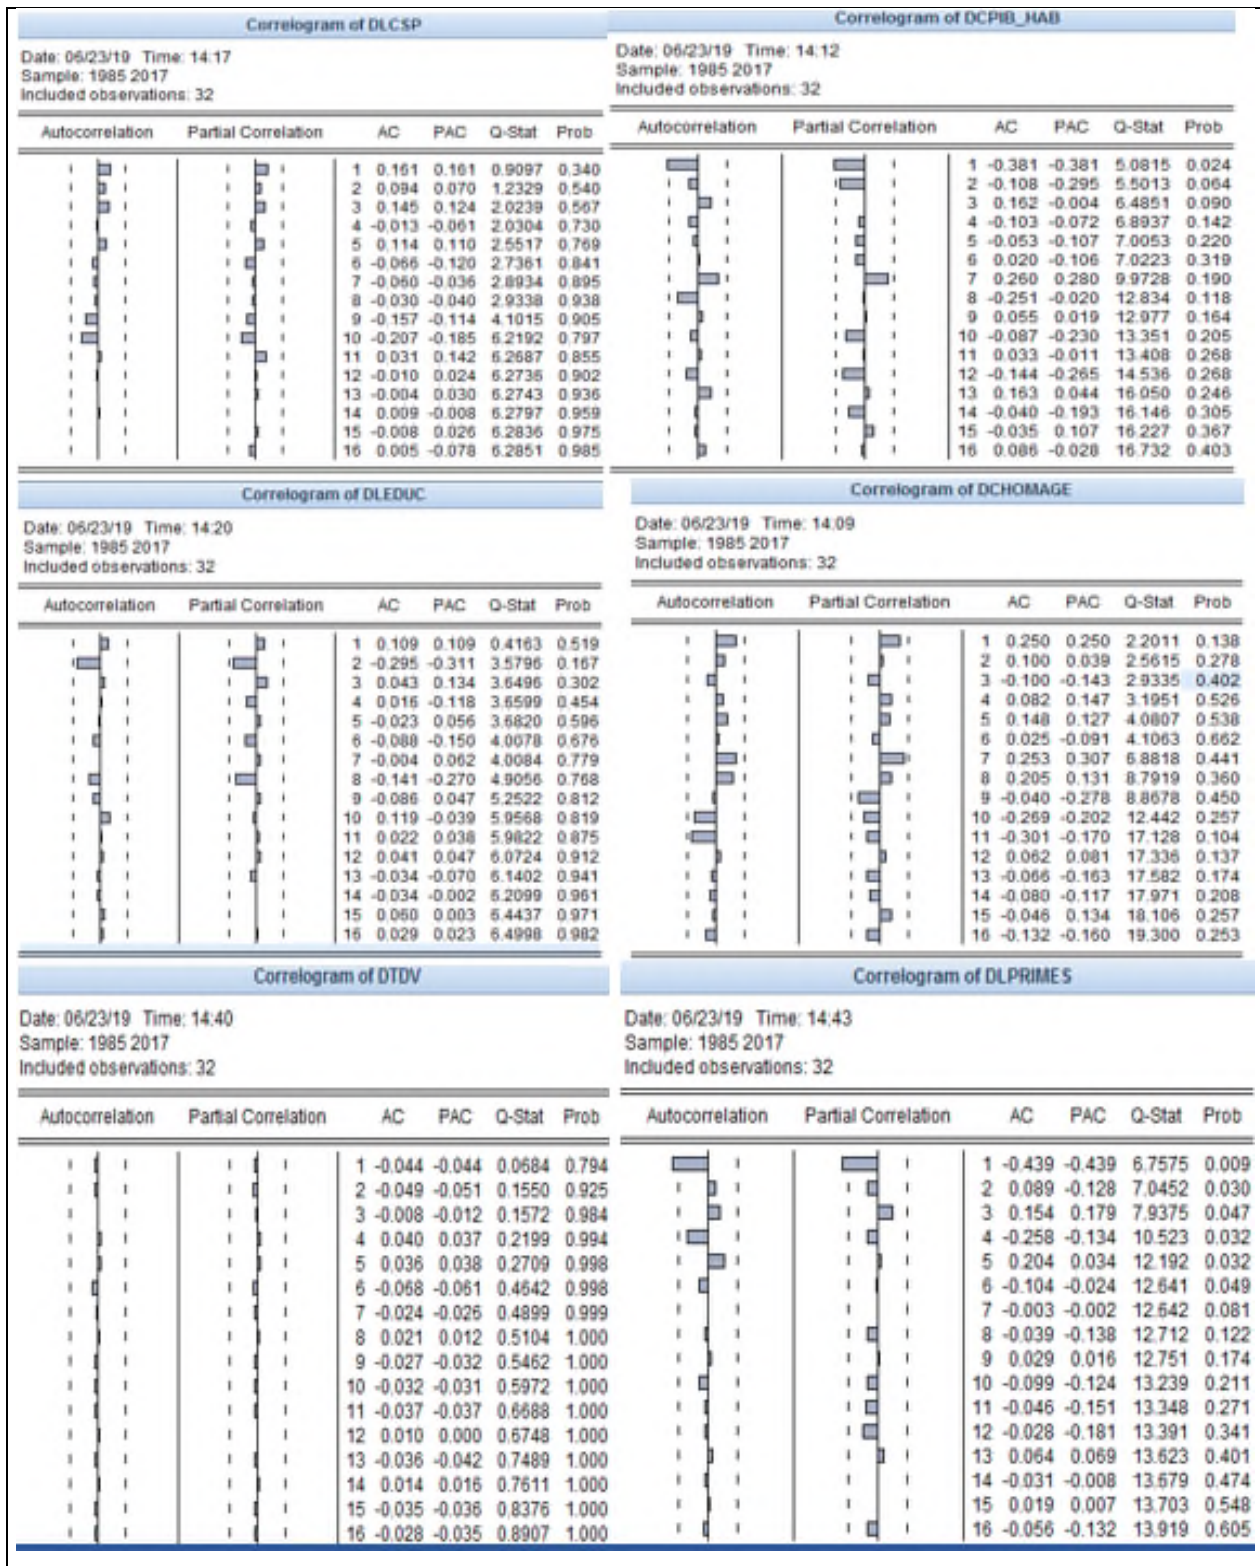 Correlogram of DLCSP
Date: 06/23/19 Time: 14:17
Sample: 1985 2017
Included observations: 32
Autocorrelation Partial Correlation AC PAC Q-Stat Prob
1 0.161 0.161 0.9097 0.340
2 0.094 0.070 1.2329 0.540
3 0.145 0.124 2.0239 0.567
4 -0.013 -0.061 2.0304 0.730
5 0.114 0.110 2.5517 0.769
6 -0.066 -0.120 2.7361 0.841
7 -0.060 -0.036 2.8934 0.895
8 -0.030 -0.040 2.9338 0.938
9 -0.157 -0.114 4.1015 0.905
10 -0.207 -0.185 6.2192 0.797
11 0.031 0.142 6.2687 0.855
12 -0.010 0.024 6.2736 0.902
13 -0.004 0.030 6.2743 0.936
14 0.009 -0.008 6.2797 0.959
15 -0.008 0.026 6.2836 0.975
16 0.005 -0.078 6.2851 0.985
Correlogram of DCPIB_HAB
Date: 06/23/19 Time: 14:12
Sample: 1985 2017
Included observations: 32
Autocorrelation Partial Correlation AC PAC Q-Stat Prob
1 -0.381 -0.381 5.0815 0.024
2 -0.108 -0.295 5.5013 0.064
3 0.162 -0.004 6.4851 0.090
4 -0.103 -0.072 6.8937 0.142
5 -0.053 -0.107 7.0053 0.220
6 0.020 -0.106 7.0223 0.319
7 0.260 0.280 9.9728 0.190
8 -0.251 -0.020 12.834 0.118
9 0.055 0.019 12.977 0.164
10 -0.087 -0.230 13.351 0.205
11 0.033 -0.011 13.408 0.268
12 -0.144 -0.265 14.536 0.268
13 0.163 0.044 16.050 0.246
14 -0.040 -0.193 16.146 0.305
15 -0.035 0.107 16.227 0.367
16 0.086 -0.028 16.732 0.403
Correlogram of DLEDUC
Date: 06/23/19 Time: 14:20
Sample: 1985 2017
Included observations: 32
Autocorrelation Partial Correlation AC PAC Q-Stat Prob
1 0.109 0.109 0.4163 0.519
2 -0.295 -0.311 3.5796 0.167
3 0.043 0.134 3.6496 0.302
4 0.016 -0.118 3.6599 0.454
5 -0.023 0.056 3.6820 0.596
6 -0.088 -0.150 4.0078 0.676
7 -0.004 0.062 4.0084 0.779
8 -0.141 -0.270 4.9056 0.768
9 -0.086 0.047 5.2522 0.812
10 0.119 -0.039 5.9568 0.819
11 0.022 0.038 5.9822 0.875
12 0.041 0.047 6.0724 0.912
13 -0.034 -0.070 6.1402 0.941
14 -0.034 -0.002 6.2099 0.961
15 0.060 0.003 6.4437 0.971
16 0.029 0.023 6.4998 0.982
Correlogram of DCHOMAGE
Date: 06/23/19 Time: 14:09
Sample: 1985 2017
Included observations: 32
Autocorrelation Partial Correlation AC PAC Q-Stat Prob
1 0.250 0.250 2.2011 0.138
2 0.100 0.039 2.5615 0.278
3 -0.100 -0.143 2.9335 0.402
4 0.082 0.147 3.1951 0.526
5 0.148 0.127 4.0807 0.538
6 0.025 -0.091 4.1063 0.662
7 0.253 0.307 6.8818 0.441
8 0.205 0.131 8.7919 0.360
9 -0.040 -0.278 8.8678 0.450
10 -0.269 -0.202 12.442 0.257
11 -0.301 -0.170 17.128 0.104
12 0.062 0.081 17.336 0.137
13 -0.066 -0.163 17.582 0.174
14 -0.080 -0.117 17.971 0.208
15 -0.046 0.134 18.106 0.257
16 -0.132 -0.160 19.300 0.253
Correlogram of DTDV
Date: 06/23/19 Time: 14:40
Sample: 1985 2017
Included observations: 32
Autocorrelation Partial Correlation AC PAC Q-Stat Prob
1 -0.044 -0.044 0.0684 0.794
2 -0.049 -0.051 0.1550 0.925
3 -0.008 -0.012 0.1572 0.984
4 0.040 0.037 0.2199 0.994
5 0.036 0.038 0.2709 0.998
6 -0.068 -0.061 0.4642 0.998
7 -0.024 -0.026 0.4899 0.999
8 0.021 0.012 0.5104 1.000
9 -0.027 -0.032 0.5462 1.000
10 -0.032 -0.031 0.5972 1.000
11 -0.037 -0.037 0.6688 1.000
12 0.010 0.000 0.6748 1.000
13 -0.036 -0.042 0.7489 1.000
14 0.014 0.016 0.7611 1.000
15 -0.035 -0.036 0.8376 1.000
16 -0.028 -0.035 0.8907 1.000
Correlogram of DLPRIMES
Date: 06/23/19 Time: 14:43
Sample: 1985 2017
Included observations: 32
Autocorrelation Partial Correlation AC PAC Q-Stat Prob
1 -0.439 -0.439 6.7575 0.009
2 0.089 -0.128 7.0452 0.030
3 0.154 0.179 7.9375 0.047
4 -0.258 -0.134 10.523 0.032
5 0.204 0.034 12.192 0.032
6 -0.104 -0.024 12.641 0.049
7 -0.003 -0.002 12.642 0.081
8 -0.039 -0.138 12.712 0.122
9 0.029 0.016 12.751 0.174
10 -0.099 -0.124 13.239 0.211
11 -0.046 -0.151 13.348 0.271
12 -0.028 -0.181 13.391 0.341
13 0.064 0.069 13.623 0.401
14 -0.031 -0.008 13.679 0.474
15 0.019 0.007 13.703 0.548
16 -0.056 -0.132 13.919 0.605